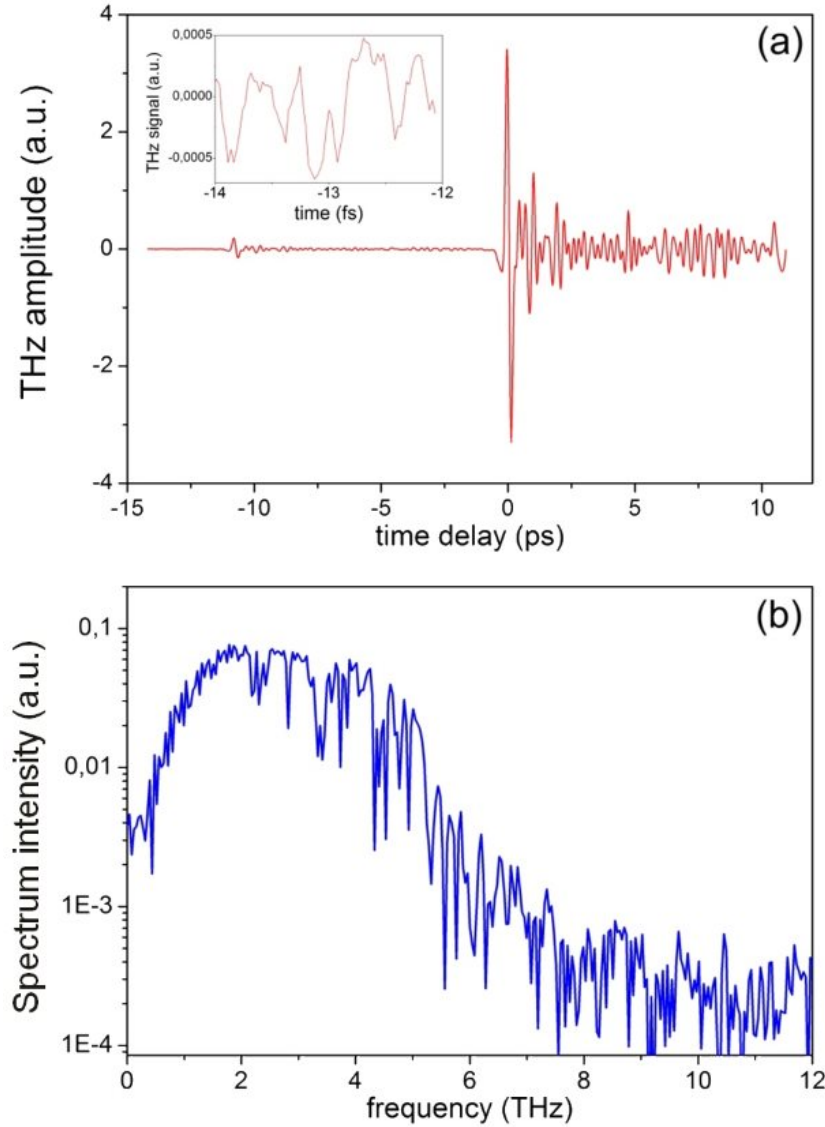 (a)
THz amplitude (a.u.)
4
2
0
-2
-4
-15
-10
-5
0
5
10
time delay (ps)
THz signal (a.u.)
0,0005
0,0000
-0,0005
-14
-13
-12
time (fs)
(b)
Spectrum intensity (a.u.)
0,1
0,01
1E-3
1E-4
0
2
4
6
8
10
12
frequency (THz)